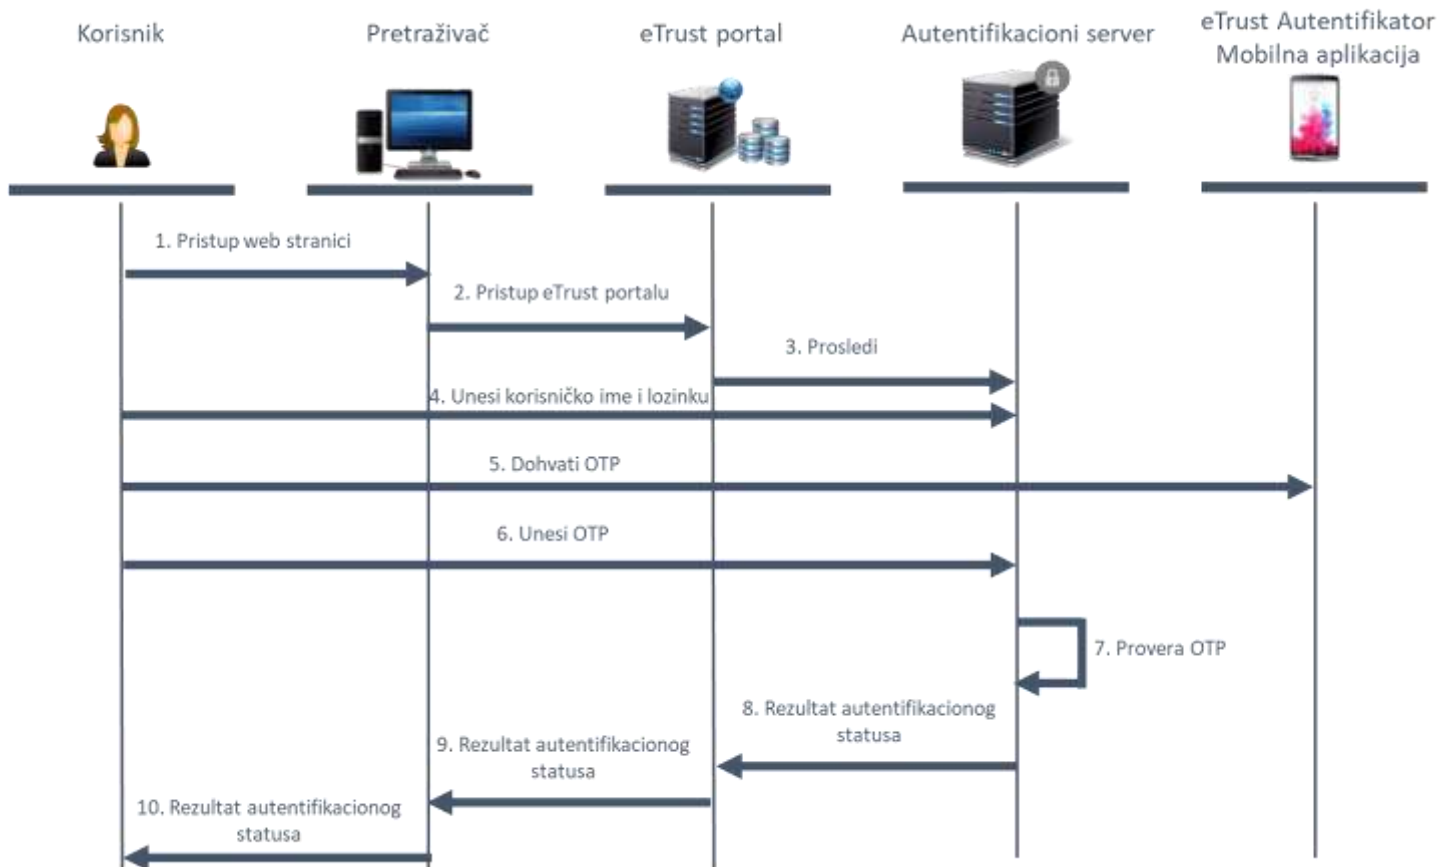 Korisnik
Pretraživač
eTrust portal
Autentifikacioni server
eTrust Autentifikator
Mobilna aplikacija
1. Pristup web stranici
2. Pristup eTrust portalu
3. Prosledi
4. Unesi korisničko ime i lozinku
5. Dohvati OTP
6. Unesi OTP
7. Provera OTP
8. Rezultat autentifikacionog
statusa
9. Rezultat autentifikacionog
statusa
10. Rezultat autentifikacionog
statusa